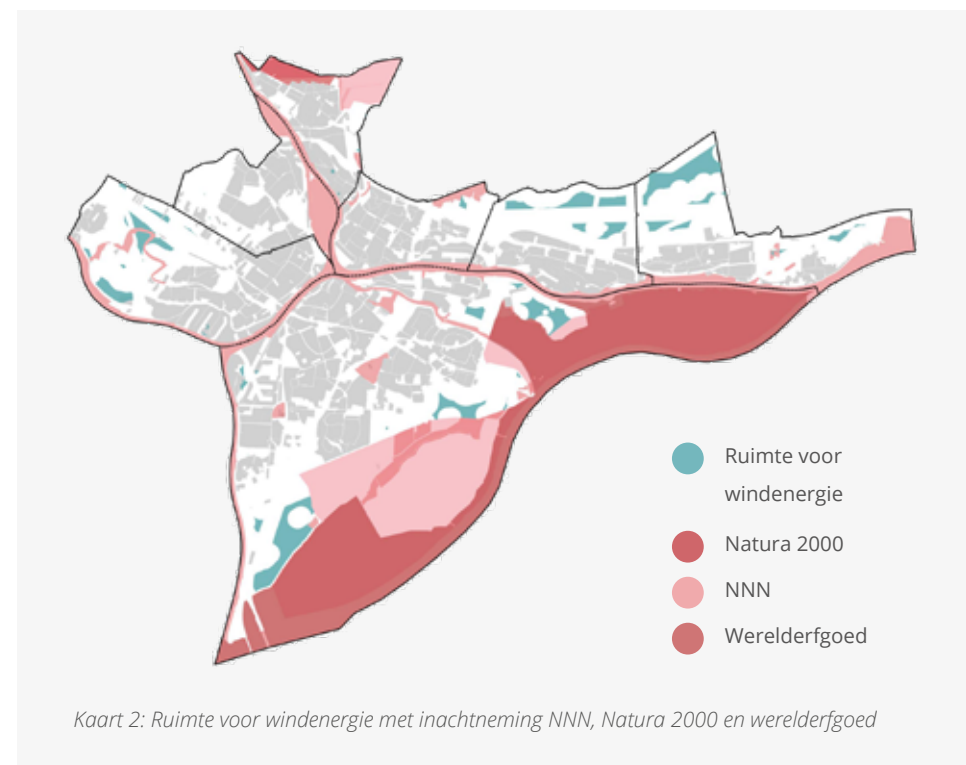 Ruimte voor
windenergie
Natura 2000
NNN
Werelderfgoed
Kaart 2: Ruimte voor windenergie met inachtneming NNN, Natura 2000 en werelderfgoed